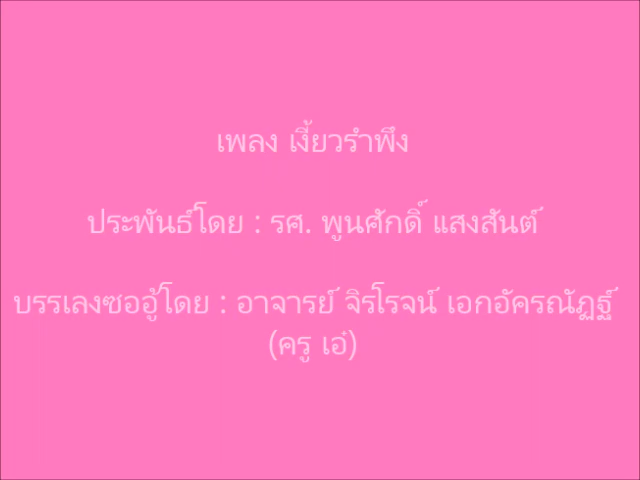 เพลง เงี้ยวรำพึง
ประพันธ์โดย : รศ. พูนศักดิ์ แสงสันต์
บรรเลงซออู้โดย : อาจารย์ จิรโรจน์ เอกอัครณัฏฐ์
(ครู เอ๋)